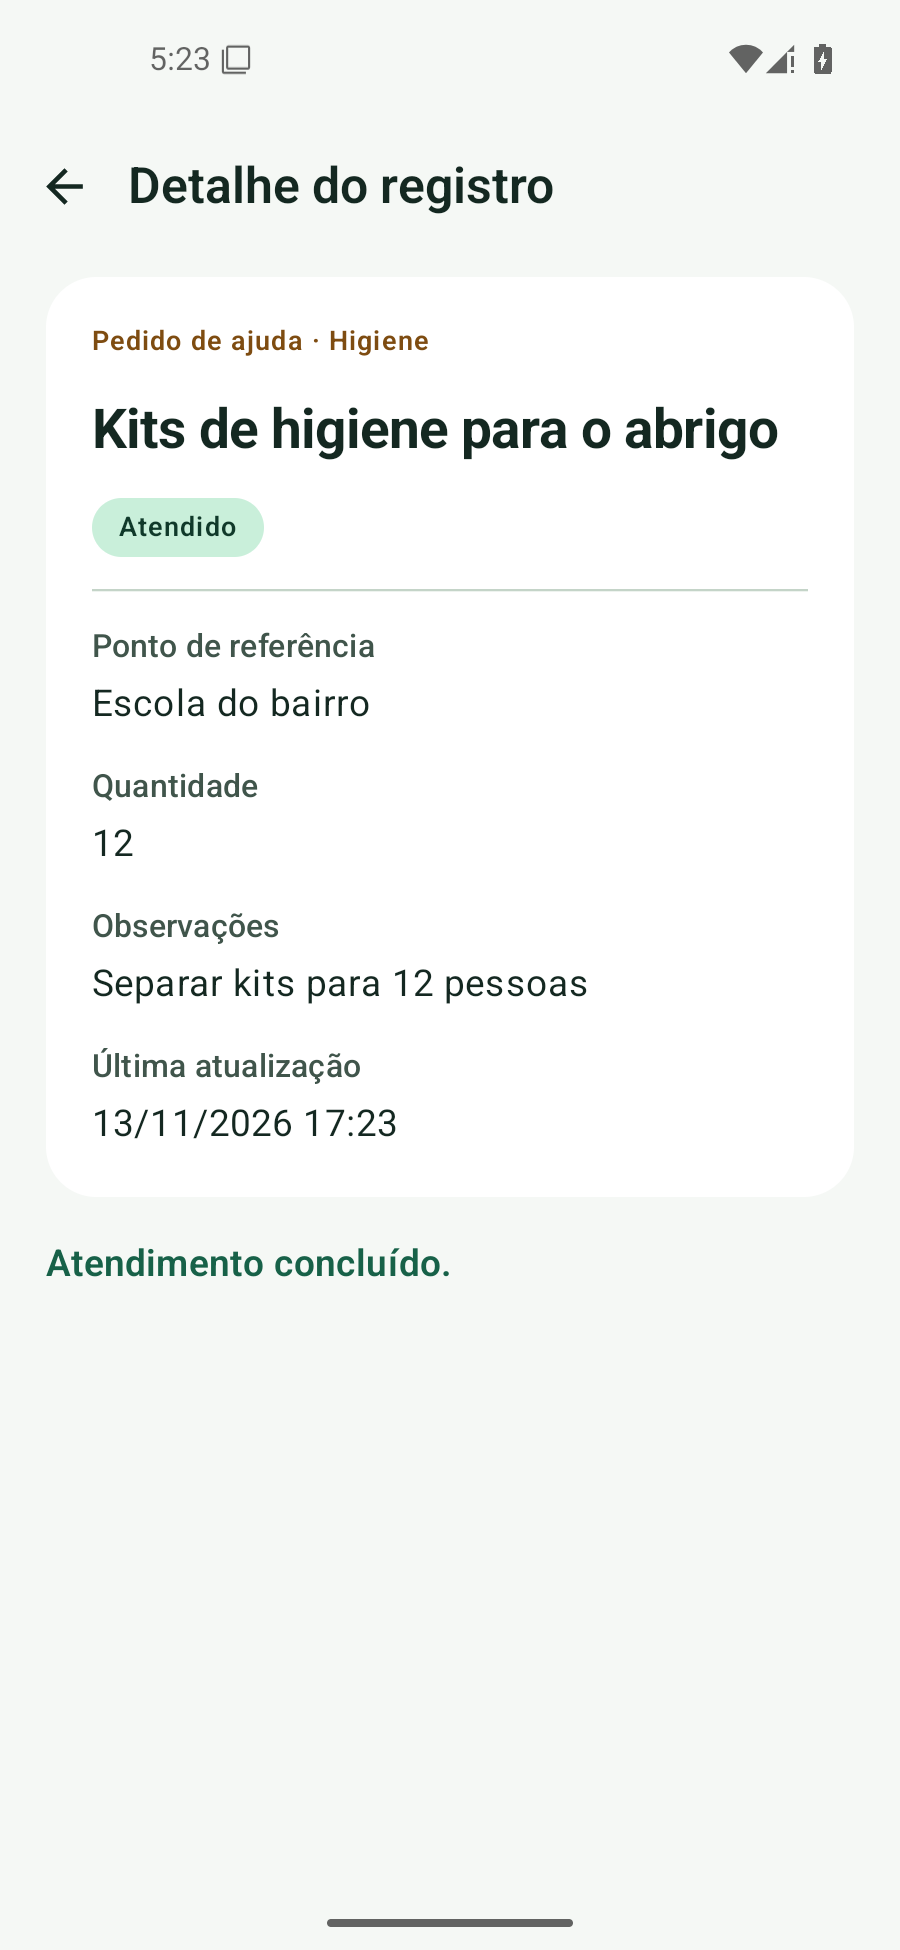 5:23
Detalhe do registro
Pedido de ajuda · Higiene
Kits de higiene para o abrigo
Atendido
Ponto de referência
Escola do bairro
Quantidade
12
Observações
Separar kits para 12 pessoas
Última atualização
13/11/2026 17:23
Atendimento concluído.